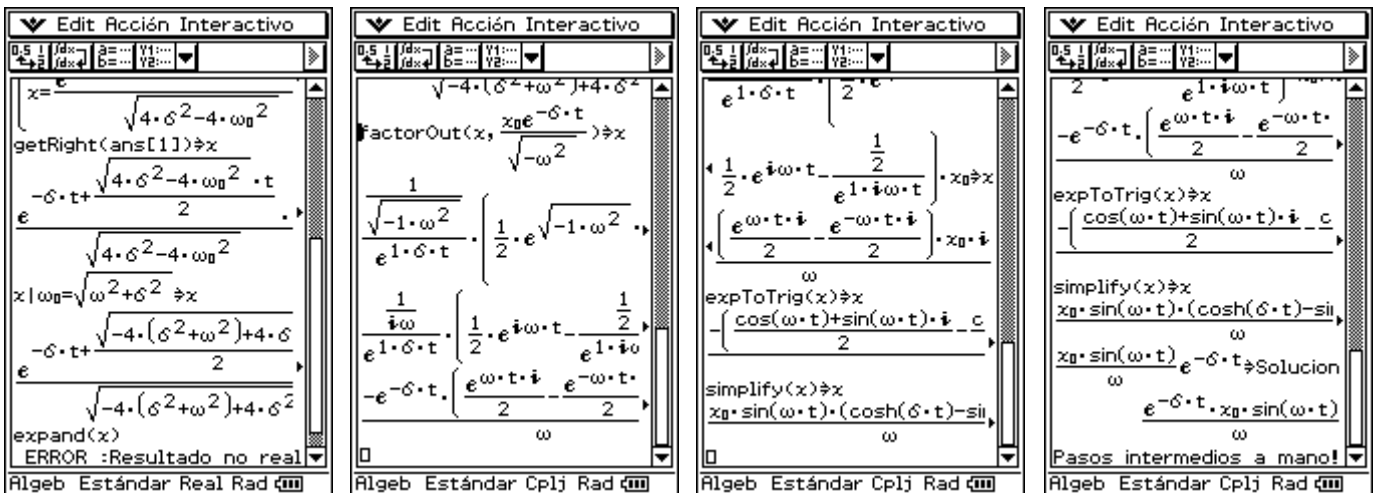 Edit Acción Interactivo
x=e
√4·δ²-4·ω₀²
getRight(ans[1])⇒x
e^(-δ·t+√4·δ²-4·ω₀²·t/2)·
√4·δ²-4·ω₀²
x|ω₀=√ω²+δ²⇒x
e^(-δ·t+√-4·(δ²+ω²)+4·δ/2)
√-4·(δ²+ω²)+4·δ²
expand(x)
ERROR :Resultado no real
Algeb Estándar Real Rad
Edit Acción Interactivo
√-4·(δ²+ω²)+4·δ²
factorOut(x,x₀e^(-δ·t)/√-ω²)⇒x
1/√-1·ω²/e^(1·δ·t)·(1/2·e^√-1·ω²·
1/𝒊ω/e^(1·δ·t)·(1/2·e^(𝒊ω·t)-1/2/e^(1·𝒊ω
-e^(-δ·t)·(e^(ω·t·𝒊)/2-e^(-ω·t·/2
ω
Algeb Estándar Cplj Rad
Edit Acción Interactivo
e^(1·δ·t)·(2·e
1/2·e^(𝒊ω·t)-1/2/e^(1·𝒊ω·t))·x₀⇒x
(e^(ω·t·𝒊)/2-e^(-ω·t·𝒊)/2)·x₀·𝒊
ω
expToTrig(x)⇒x
-(cos(ω·t)+sin(ω·t)·𝒊/2-c
simplify(x)⇒x
x₀·sin(ω·t)·(cosh(δ·t)-sin
ω
Algeb Estándar Cplj Rad
Edit Acción Interactivo
2 e^(1·𝒊ω·t)
-e^(-δ·t)·(e^(ω·t·𝒊)/2-e^(-ω·t·/2
ω
expToTrig(x)⇒x
-(cos(ω·t)+sin(ω·t)·𝒊/2-c
simplify(x)⇒x
x₀·sin(ω·t)·(cosh(δ·t)-sin
ω
x₀·sin(ω·t)/ω e^(-δ·t)⇒Solucion
e^(-δ·t)·x₀·sin(ω·t)
ω
Pasos intermedios a mano!
Algeb Estándar Cplj Rad